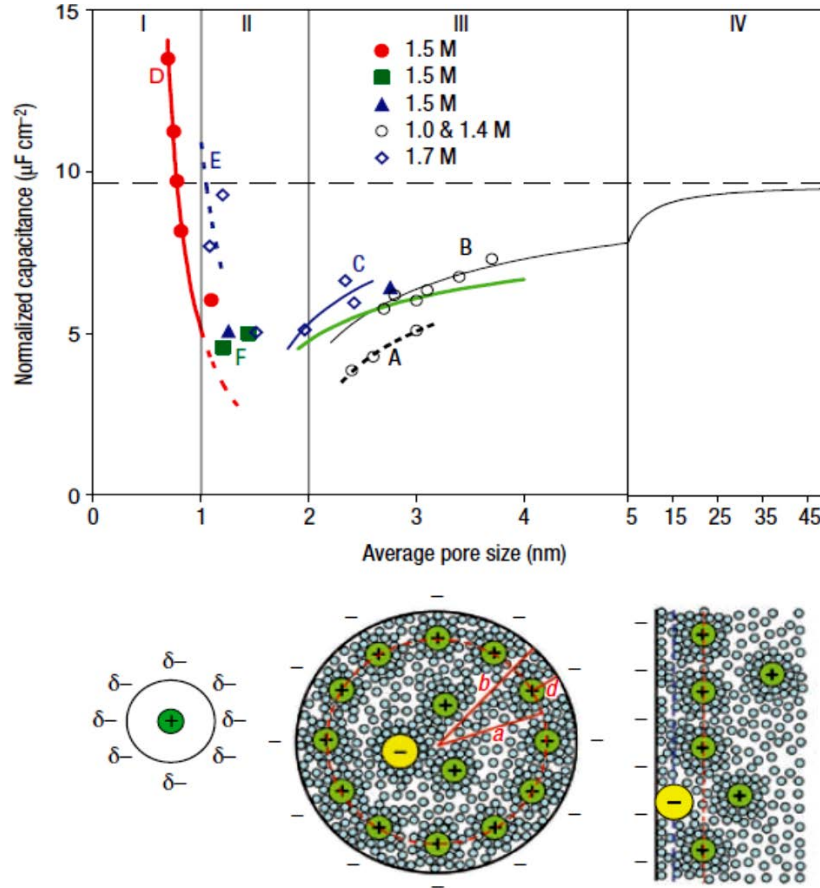 I II III IV
15
10
5
0
Normalized capacitance (μF cm⁻²)
1.5 M
1.5 M
1.5 M
1.0 & 1.4 M
1.7 M
D
E
F
C
B
A
0 1 2 3 4 5 15 25 35 45
Average pore size (nm)
δ– δ– δ–
δ– + δ–
δ– δ–
δ–
– – – – – – – – – – – –
+ + + + + + + + + + + + + +
–
b
d
a
– – – – – –
+ + + + + +
–